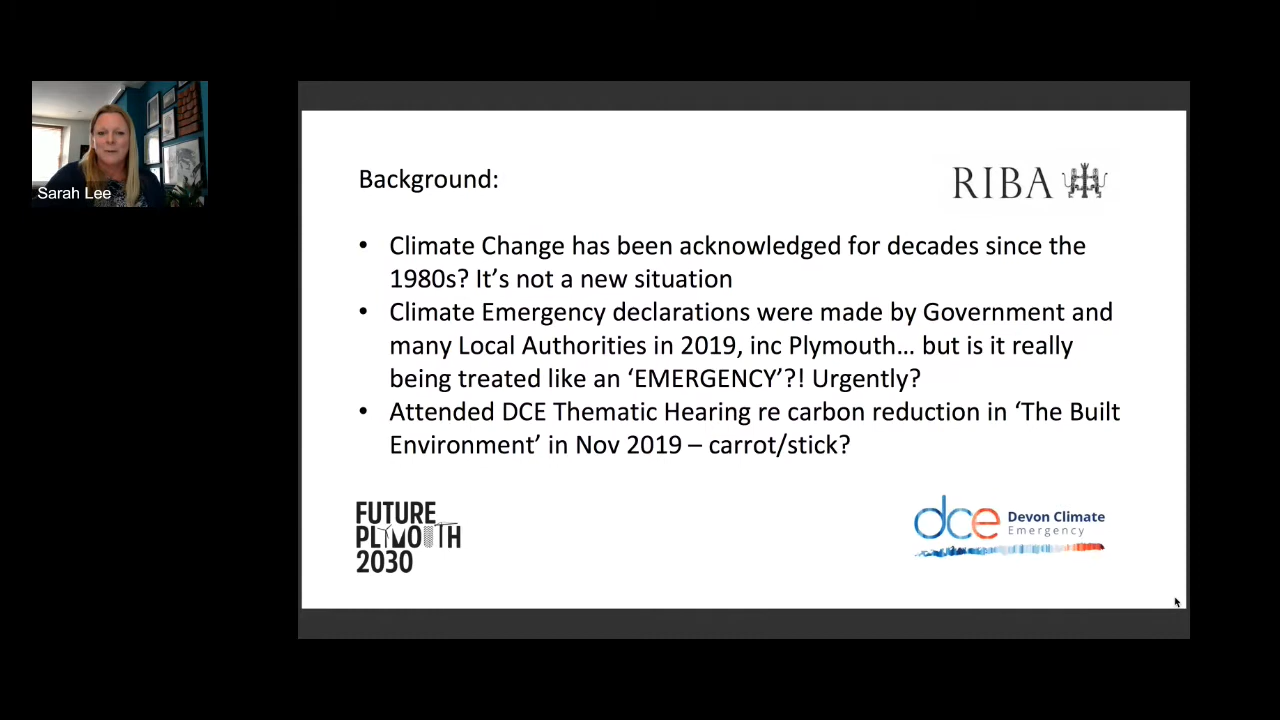 Sarah Lee
Background:
RIBA
• Climate Change has been acknowledged for decades since the
1980s? It’s not a new situation
• Climate Emergency declarations were made by Government and
many Local Authorities in 2019, inc Plymouth… but is it really
being treated like an ‘EMERGENCY’?! Urgently?
• Attended DCE Thematic Hearing re carbon reduction in ‘The Built
Environment’ in Nov 2019 – carrot/stick?
FUTURE
PLYMOUTH
2030
dce Devon Climate
Emergency